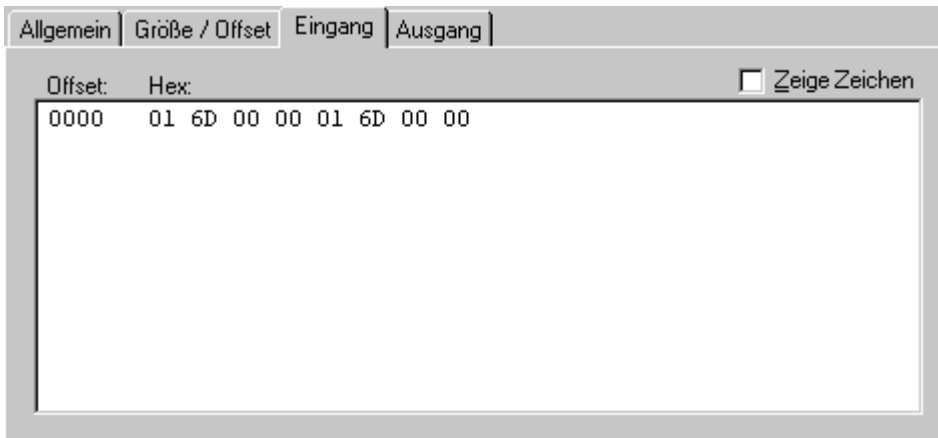 Allgemein Größe / Offset Eingang Ausgang
Offset: Hex: Zeige Zeichen
0000 01 6D 00 00 01 6D 00 00